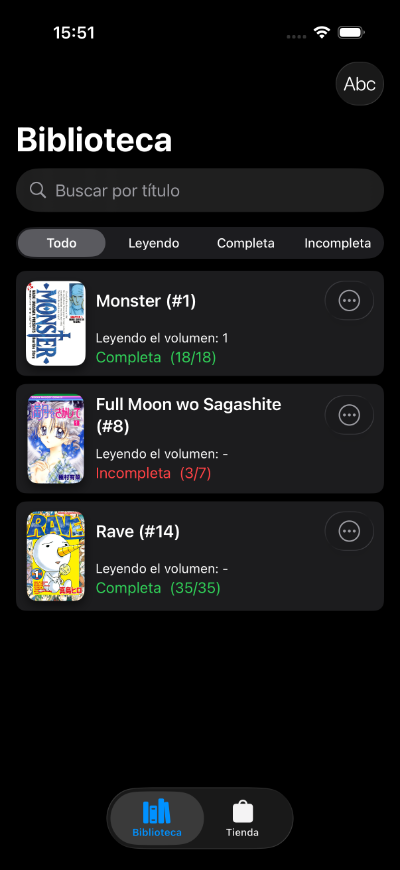 15:51
Abc
Biblioteca
Buscar por título
Todo
Leyendo
Completa
Incompleta
MONSTER
Monster (#1)
Leyendo el volumen: 1
Completa (18/18)
Full Moon wo Sagashite
(#8)
Leyendo el volumen: -
Incompleta (3/7)
RAVE
Rave (#14)
Leyendo el volumen: -
Completa (35/35)
Biblioteca
Tienda